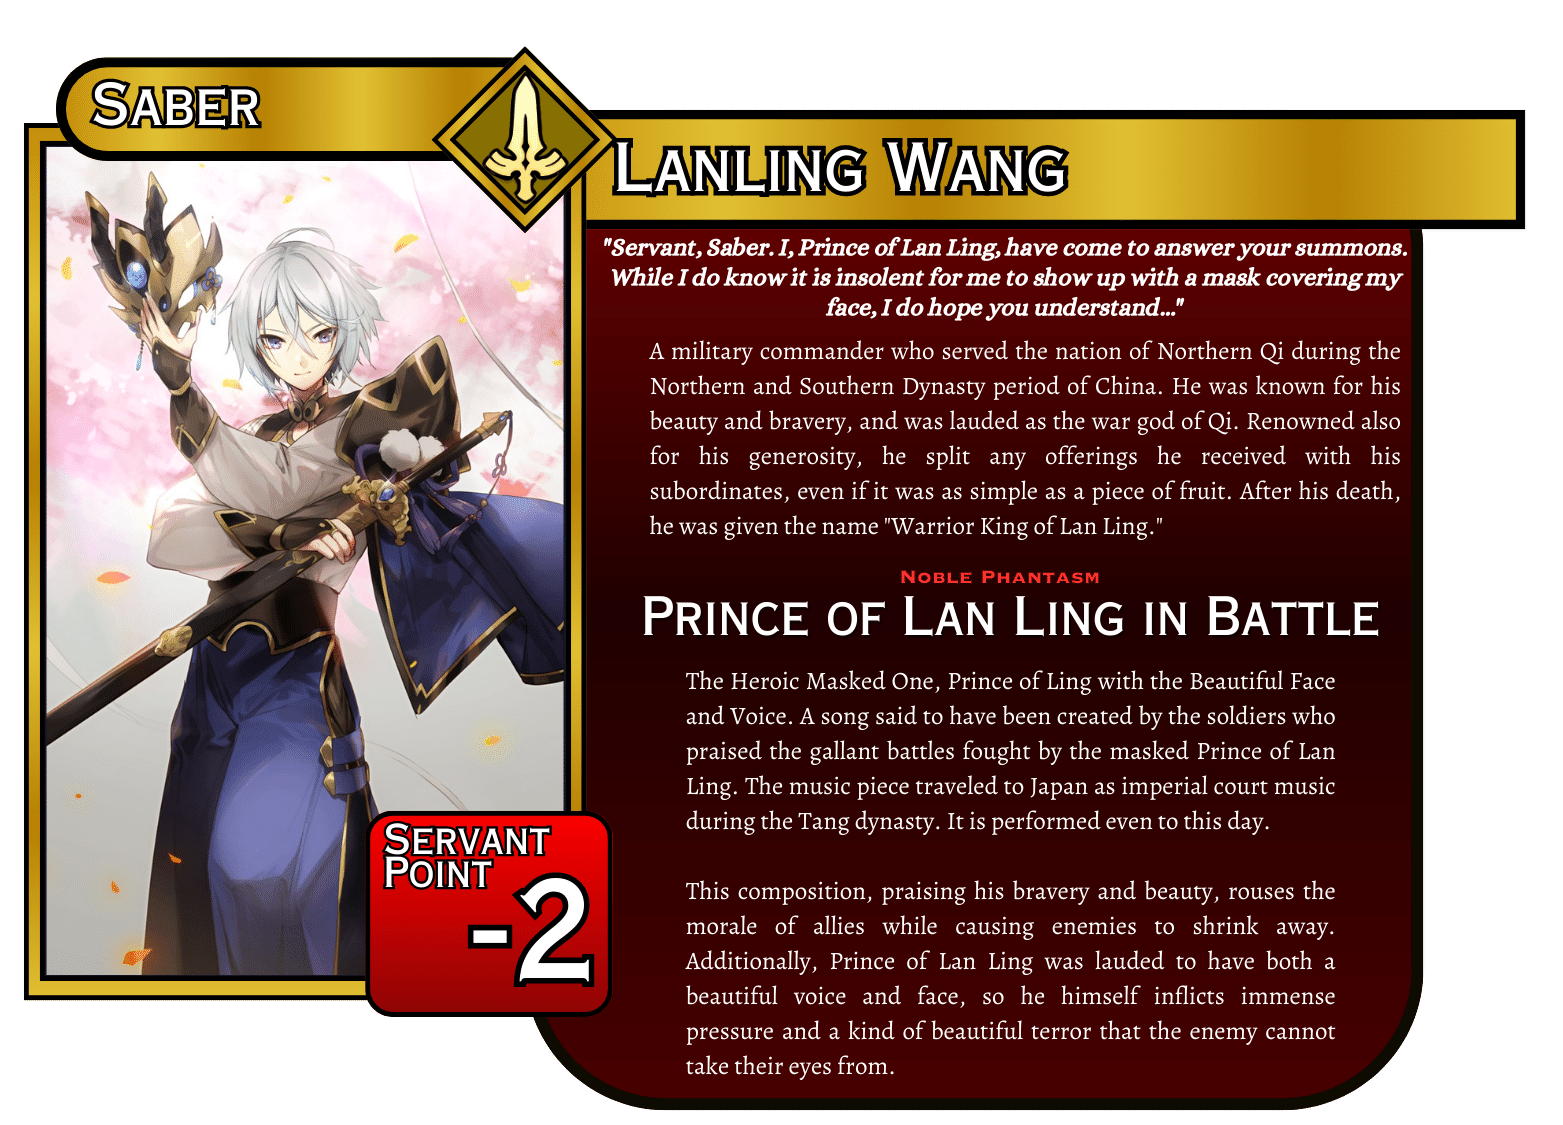 Saber
Lanling Wang
"Servant, Saber. I, Prince of Lan Ling, have come to answer your summons.
While I do know it is insolent for me to show up with a mask covering my
face, I do hope you understand..."
A military commander who served the nation of Northern Qi during the
Northern and Southern Dynasty period of China. He was known for his
beauty and bravery, and was lauded as the war god of Qi. Renowned also
for his generosity, he split any offerings he received with his
subordinates, even if it was as simple as a piece of fruit. After his death,
he was given the name "Warrior King of Lan Ling."
Noble Phantasm
Prince of Lan Ling in Battle
The Heroic Masked One, Prince of Ling with the Beautiful Face
and Voice. A song said to have been created by the soldiers who
praised the gallant battles fought by the masked Prince of Lan
Ling. The music piece traveled to Japan as imperial court music
during the Tang dynasty. It is performed even to this day.
This composition, praising his bravery and beauty, rouses the
morale of allies while causing enemies to shrink away.
Additionally, Prince of Lan Ling was lauded to have both a
beautiful voice and face, so he himself inflicts immense
pressure and a kind of beautiful terror that the enemy cannot
take their eyes from.
Servant
Point
-2